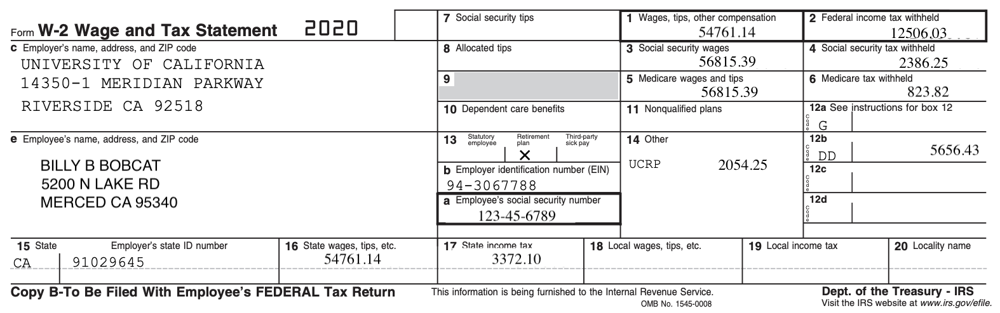 Form W-2 Wage and Tax Statement 2020
7 Social security tips
1 Wages, tips, other compensation
54761.14
2 Federal income tax withheld
12506.03
c Employer's name, address, and ZIP code
UNIVERSITY OF CALIFORNIA
14350-1 MERIDIAN PARKWAY
RIVERSIDE CA 92518
8 Allocated tips
3 Social security wages
56815.39
4 Social security tax withheld
2386.25
9
5 Medicare wages and tips
56815.39
6 Medicare tax withheld
823.82
10 Dependent care benefits
11 Nonqualified plans
12a See instructions for box 12
Code
G
e Employee's name, address, and ZIP code
BILLY B BOBCAT
5200 N LAKE RD
MERCED CA 95340
13
Statutory
employee
Retirement
plan
X
Third-party
sick pay
14 Other
UCRP 2054.25
12b
Code
DD 5656.43
b Employer identification number (EIN)
94-3067788
12c
Code
a Employee's social security number
123-45-6789
12d
Code
15 State Employer's state ID number
CA 91029645
16 State wages, tips, etc.
54761.14
17 State income tax
3372.10
18 Local wages, tips, etc.
19 Local income tax
20 Locality name
Copy B-To Be Filed With Employee's FEDERAL Tax Return
This information is being furnished to the Internal Revenue Service.
OMB No. 1545-0008
Dept. of the Treasury - IRS
Visit the IRS website at www.irs.gov/efile.